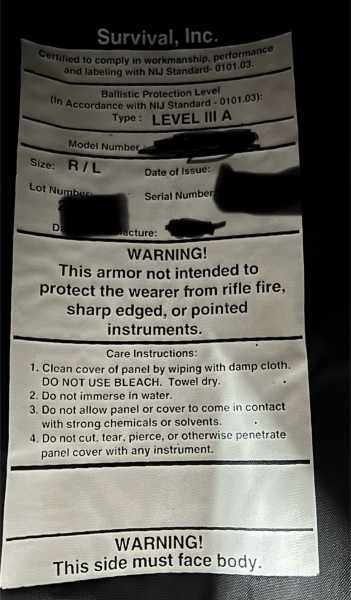 Survival, Inc.
Certified to comply in workmanship, performance
and labeling with NIJ Standard- 0101.03.
Ballistic Protection Level
(In Accordance with NIJ Standard - 0101.03):
Type : LEVEL III A
Model Number
Size: R / L
Date of Issue:
Lot Number:
Serial Number
acture:
WARNING!
This armor not intended to
protect the wearer from rifle fire,
sharp edged, or pointed
instruments.
Care Instructions:
1. Clean cover of panel by wiping with damp cloth.
DO NOT USE BLEACH. Towel dry.
2. Do not immerse in water.
3. Do not allow panel or cover to come in contact
with strong chemicals or solvents.
4. Do not cut, tear, pierce, or otherwise penetrate
panel cover with any instrument.
WARNING!
This side must face body.